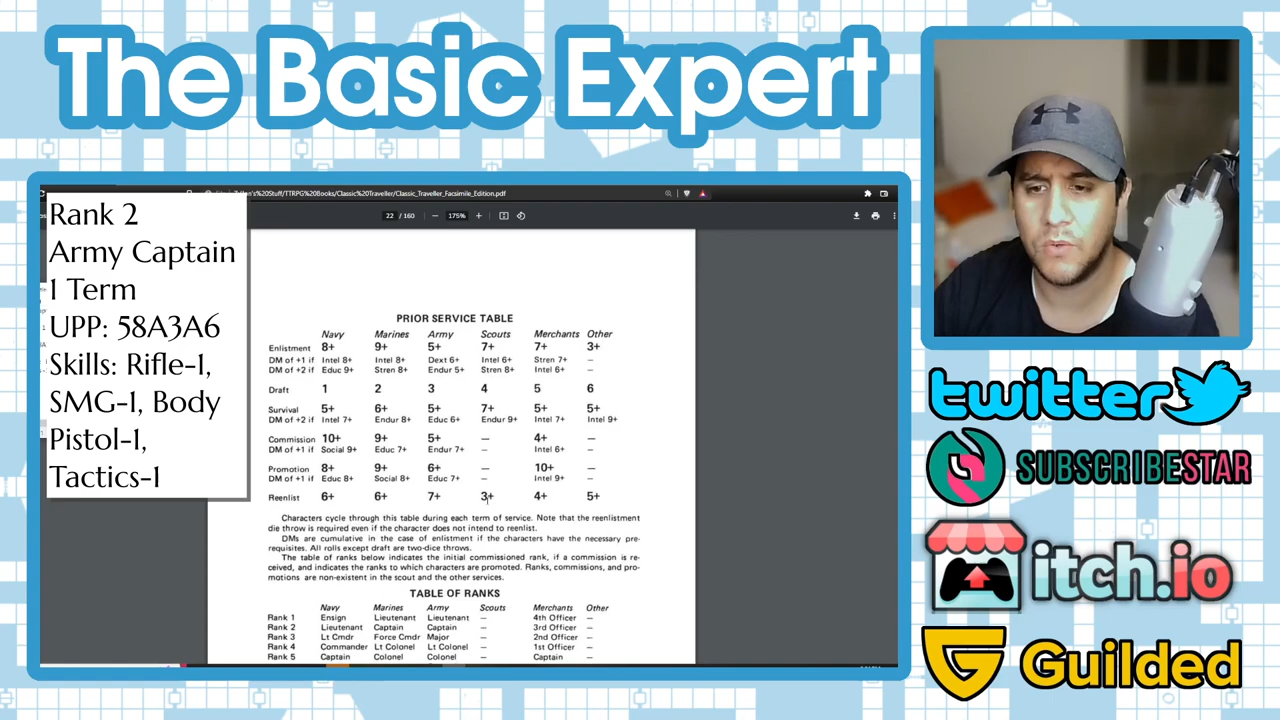 The Basic Expert
Rank 2
Army Captain
1 Term
UPP: 58A3A6
Skills: Rifle-1,
SMG-1, Body
Pistol-1,
Tactics-1
Stuff/TTRPG%20Books/Classic%20Traveller/Classic_Traveller_Facsimile_Edition.pdf
22 / 160 175%
PRIOR SERVICE TABLE
Navy Marines Army Scouts Merchants Other
Enlistment 8+ 9+ 5+ 7+ 7+ 3+
DM of +1 if Intel 8+ Intel 8+ Dext 6+ Intel 6+ Stren 7+ —
DM of +2 if Educ 9+ Stren 8+ Endur 5+ Stren 8+ Intel 6+ —
Draft 1 2 3 4 5 6
Survival 5+ 6+ 5+ 7+ 5+ 5+
DM of +2 if Intel 7+ Endur 8+ Educ 6+ Endur 9+ Intel 7+ Intel 9+
Commission 10+ 9+ 5+ — 4+ —
DM of +1 if Social 9+ Educ 7+ Endur 7+ — Intel 6+ —
Promotion 8+ 9+ 6+ — 10+ —
DM of +1 if Educ 8+ Social 8+ Educ 7+ — Intel 9+ —
Reenlist 6+ 6+ 7+ 3+ 4+ 5+
Characters cycle through this table during each term of service. Note that the reenlistment
die throw is required even if the character does not intend to reenlist.
DMs are cumulative in the case of enlistment if the characters have the necessary pre-
requisites. All rolls except draft are two-dice throws.
The table of ranks below indicates the initial commissioned rank, if a commission is re-
ceived, and indicates the ranks to which characters are promoted. Ranks, commissions, and pro-
motions are non-existent in the scout and the other services.
TABLE OF RANKS
Navy Marines Army Scouts Merchants Other
Rank 1 Ensign Lieutenant Lieutenant — 4th Officer —
Rank 2 Lieutenant Captain Captain — 3rd Officer —
Rank 3 Lt Cmdr Force Cmdr Major — 2nd Officer —
Rank 4 Commander Lt Colonel Lt Colonel — 1st Officer —
Rank 5 Captain Colonel Colonel — Captain —
twitter
SUBSCRIBESTAR
itch.io
Guilded